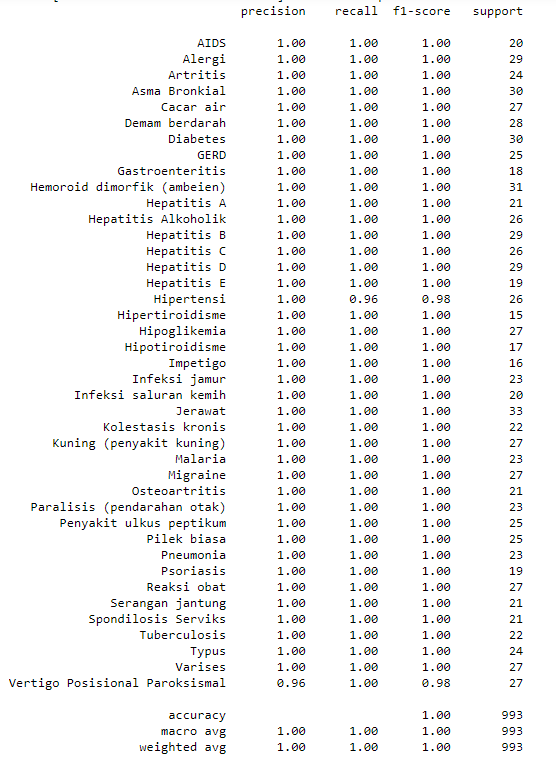 precision recall f1-score support
AIDS 1.00 1.00 1.00 20
Alergi 1.00 1.00 1.00 29
Artritis 1.00 1.00 1.00 24
Asma Bronkial 1.00 1.00 1.00 30
Cacar air 1.00 1.00 1.00 27
Demam berdarah 1.00 1.00 1.00 28
Diabetes 1.00 1.00 1.00 30
GERD 1.00 1.00 1.00 25
Gastroenteritis 1.00 1.00 1.00 18
Hemoroid dimorfik (ambeien) 1.00 1.00 1.00 31
Hepatitis A 1.00 1.00 1.00 21
Hepatitis Alkoholik 1.00 1.00 1.00 26
Hepatitis B 1.00 1.00 1.00 29
Hepatitis C 1.00 1.00 1.00 26
Hepatitis D 1.00 1.00 1.00 29
Hepatitis E 1.00 1.00 1.00 19
Hipertensi 1.00 0.96 0.98 26
Hipertiroidisme 1.00 1.00 1.00 15
Hipoglikemia 1.00 1.00 1.00 27
Hipotiroidisme 1.00 1.00 1.00 17
Impetigo 1.00 1.00 1.00 16
Infeksi jamur 1.00 1.00 1.00 23
Infeksi saluran kemih 1.00 1.00 1.00 20
Jerawat 1.00 1.00 1.00 33
Kolestasis kronis 1.00 1.00 1.00 22
Kuning (penyakit kuning) 1.00 1.00 1.00 27
Malaria 1.00 1.00 1.00 23
Migraine 1.00 1.00 1.00 27
Osteoartritis 1.00 1.00 1.00 21
Paralisis (pendarahan otak) 1.00 1.00 1.00 23
Penyakit ulkus peptikum 1.00 1.00 1.00 25
Pilek biasa 1.00 1.00 1.00 25
Pneumonia 1.00 1.00 1.00 23
Psoriasis 1.00 1.00 1.00 19
Reaksi obat 1.00 1.00 1.00 27
Serangan jantung 1.00 1.00 1.00 21
Spondilosis Serviks 1.00 1.00 1.00 21
Tuberculosis 1.00 1.00 1.00 22
Typus 1.00 1.00 1.00 24
Varises 1.00 1.00 1.00 27
Vertigo Posisional Paroksismal 0.96 1.00 0.98 27
accuracy 1.00 993
macro avg 1.00 1.00 1.00 993
weighted avg 1.00 1.00 1.00 993